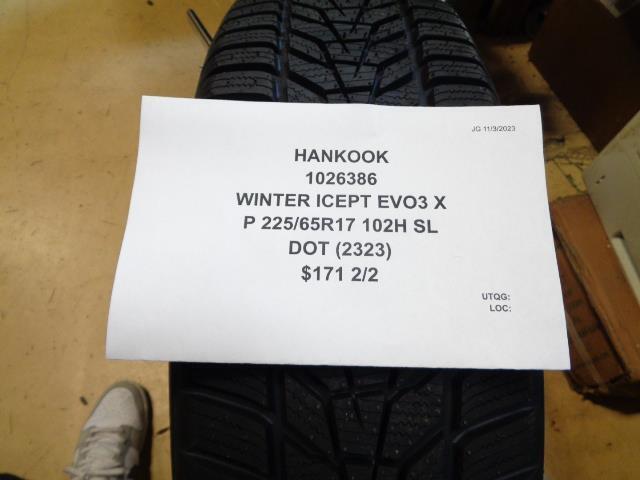 JG 11/3/2023
HANKOOK
1026386
WINTER ICEPT EVO3 X
P 225/65R17 102H SL
DOT (2323)
$171 2/2
UTQG:
LOC: